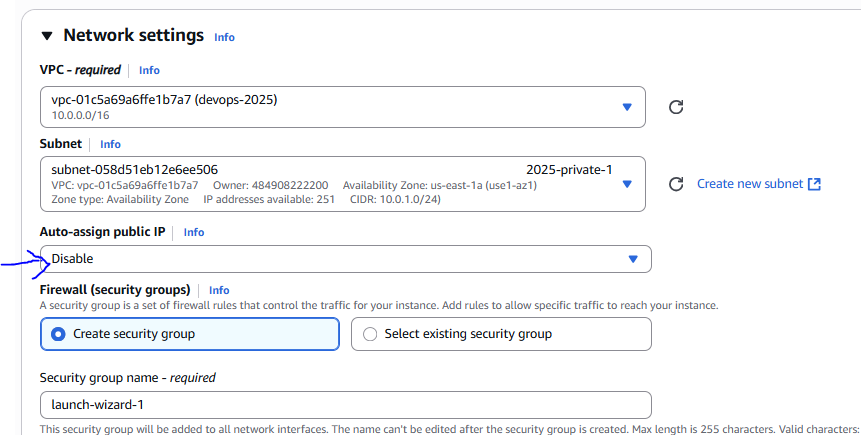 Network settings Info
VPC - required Info
vpc-01c5a69a6ffe1b7a7 (devops-2025)
10.0.0.0/16
Subnet Info
subnet-058d51eb12e6ee506 2025-private-1
VPC: vpc-01c5a69a6ffe1b7a7 Owner: 484908222200 Availability Zone: us-east-1a (use1-az1)
Zone type: Availability Zone IP addresses available: 251 CIDR: 10.0.1.0/24)
Create new subnet
Auto-assign public IP Info
Disable
Firewall (security groups) Info
A security group is a set of firewall rules that control the traffic for your instance. Add rules to allow specific traffic to reach your instance.
Create security group Select existing security group
Security group name - required
launch-wizard-1
This security group will be added to all network interfaces. The name can't be edited after the security group is created. Max length is 255 characters. Valid characters: